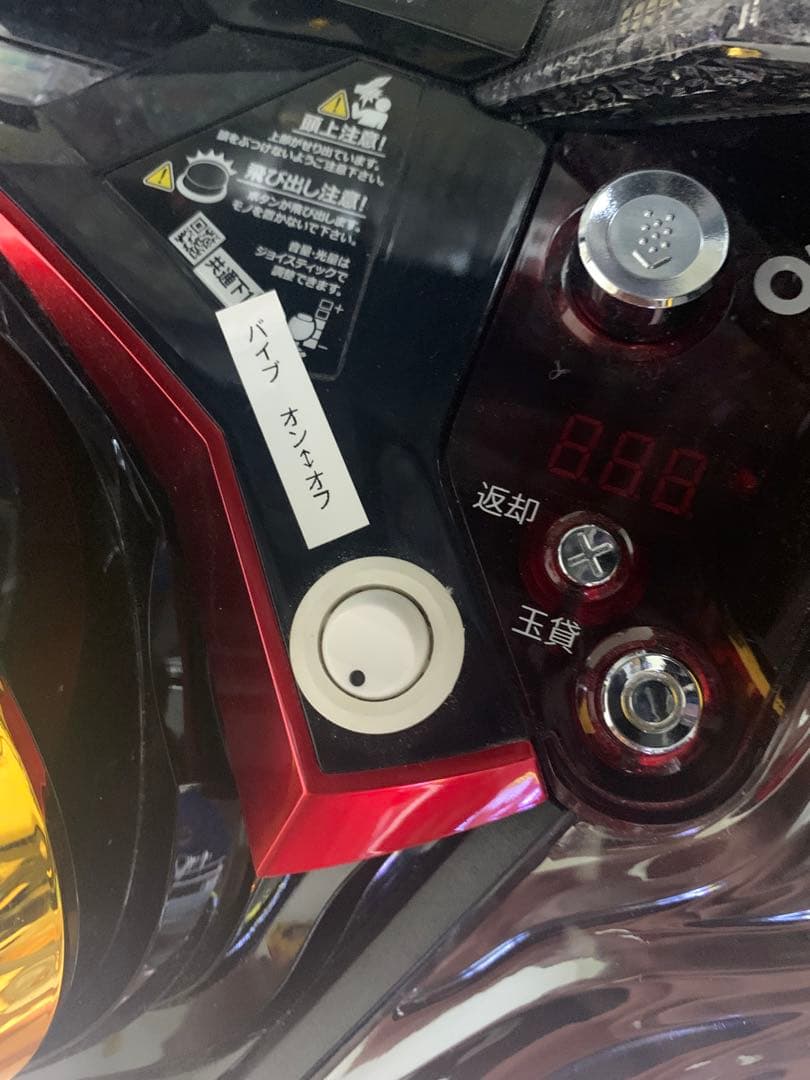 頭上注意!
上部がせり出ています。
頭をぶつけないようご注意下さい。
飛び出し注意!
ボタンが飛び出します。
モノを置かないで下さい。
音量・光量は
ジョイスティックで
調整できます。
共通下
バイブ オン↔オフ
返却
玉貸